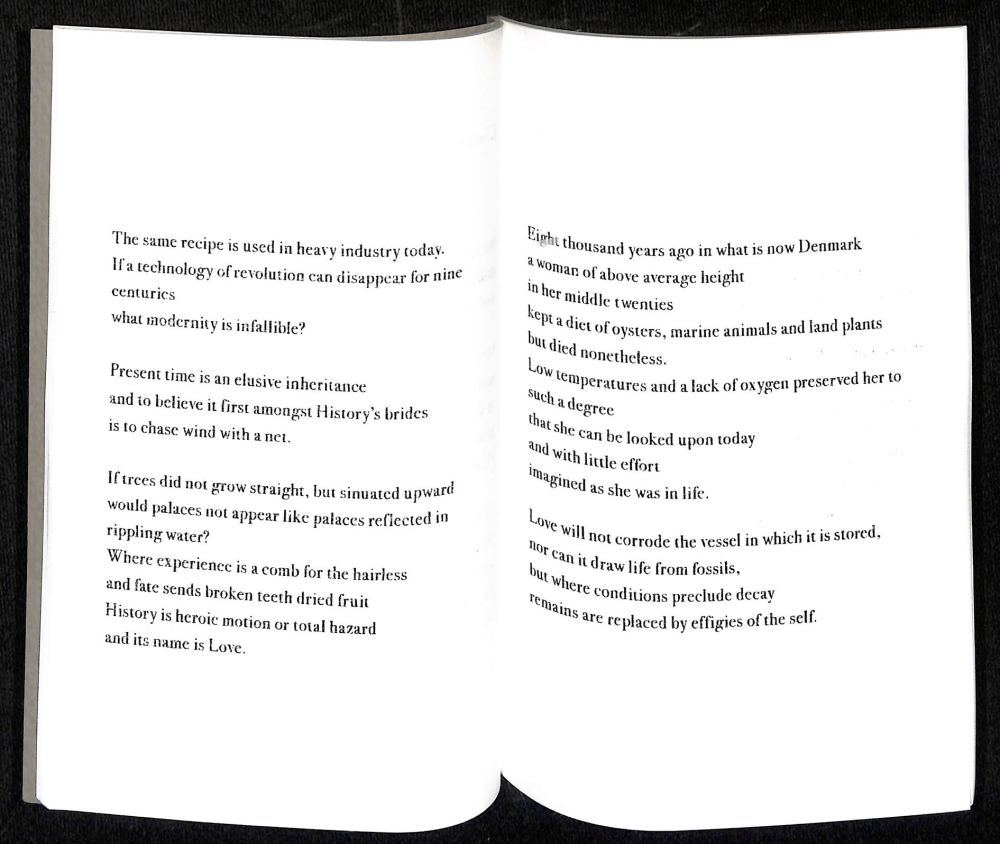 The same recipe is used in heavy industry today.
If a technology of revolution can disappear for nine
centuries
what modernity is infallible?
Present time is an elusive inheritance
and to believe it first amongst History's brides
is to chase wind with a net.
If trees did not grow straight, but sinuated upward
would palaces not appear like palaces reflected in
rippling water?
Where experience is a comb for the hairless
and fate sends broken teeth dried fruit
History is heroic motion or total hazard
and its name is Love.
Eight thousand years ago in what is now Denmark
a woman of above average height
in her middle twenties
kept a diet of oysters, marine animals and land plants
but died nonetheless.
Low temperatures and a lack of oxygen preserved her to
such a degree
that she can be looked upon today
and with little effort
imagined as she was in life.
Love will not corrode the vessel in which it is stored,
nor can it draw life from fossils,
but where conditions preclude decay
remains are replaced by effigies of the self.